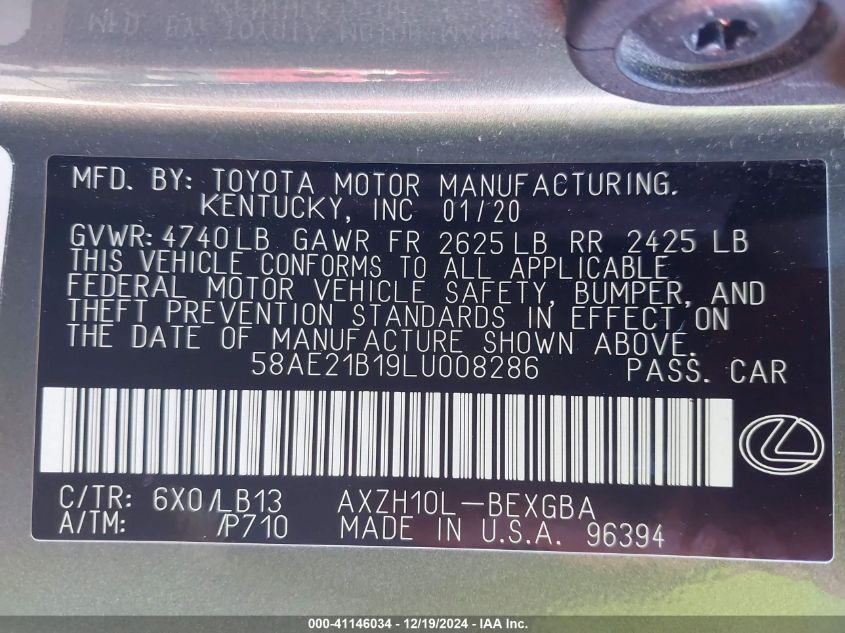 MFD. BY: TOYOTA MOTOR MANUFACTURING.
KENTUCKY, INC 01/20
GVWR: 4740LB GAWR FR 2625LB RR 2425 LB
THIS VEHICLE CONFORMS TO ALL APPLICABLE
FEDERAL MOTOR VEHICLE SAFETY, BUMPER, AND
THEFT PREVENTION STANDARDS IN EFFECT ON
THE DATE OF MANUFACTURE SHOWN ABOVE.
58AE21B19LU008286 PASS. CAR
C/TR: 6X0/LB13 AXZH10L-BEXGBA
A/TM: /P710 MADE IN U.S.A. 96394
000-41146034 - 12/19/2024 - IAA Inc.